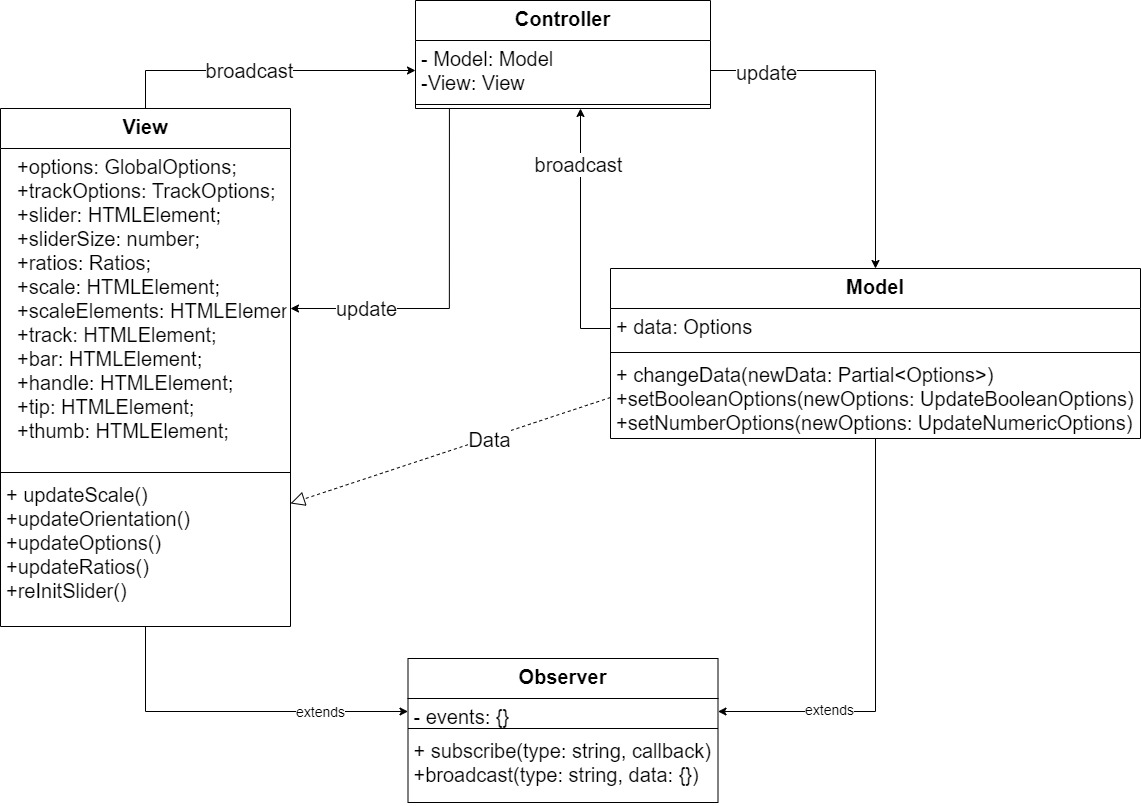 Controller
- Model: Model
-View: View
broadcast
update
broadcast
update
View
+options: GlobalOptions;
+trackOptions: TrackOptions;
+slider: HTMLElement;
+sliderSize: number;
+ratios: Ratios;
+scale: HTMLElement;
+scaleElements: HTMLElemer
+track: HTMLElement;
+bar: HTMLElement;
+handle: HTMLElement;
+tip: HTMLElement;
+thumb: HTMLElement;
+ updateScale()
+updateOrientation()
+updateOptions()
+updateRatios()
+reInitSlider()
Model
+ data: Options
+ changeData(newData: Partial<Options>)
+setBooleanOptions(newOptions: UpdateBooleanOptions)
+setNumberOptions(newOptions: UpdateNumericOptions)
Data
Observer
- events: {}
+ subscribe(type: string, callback)
+broadcast(type: string, data: {})
extends
extends